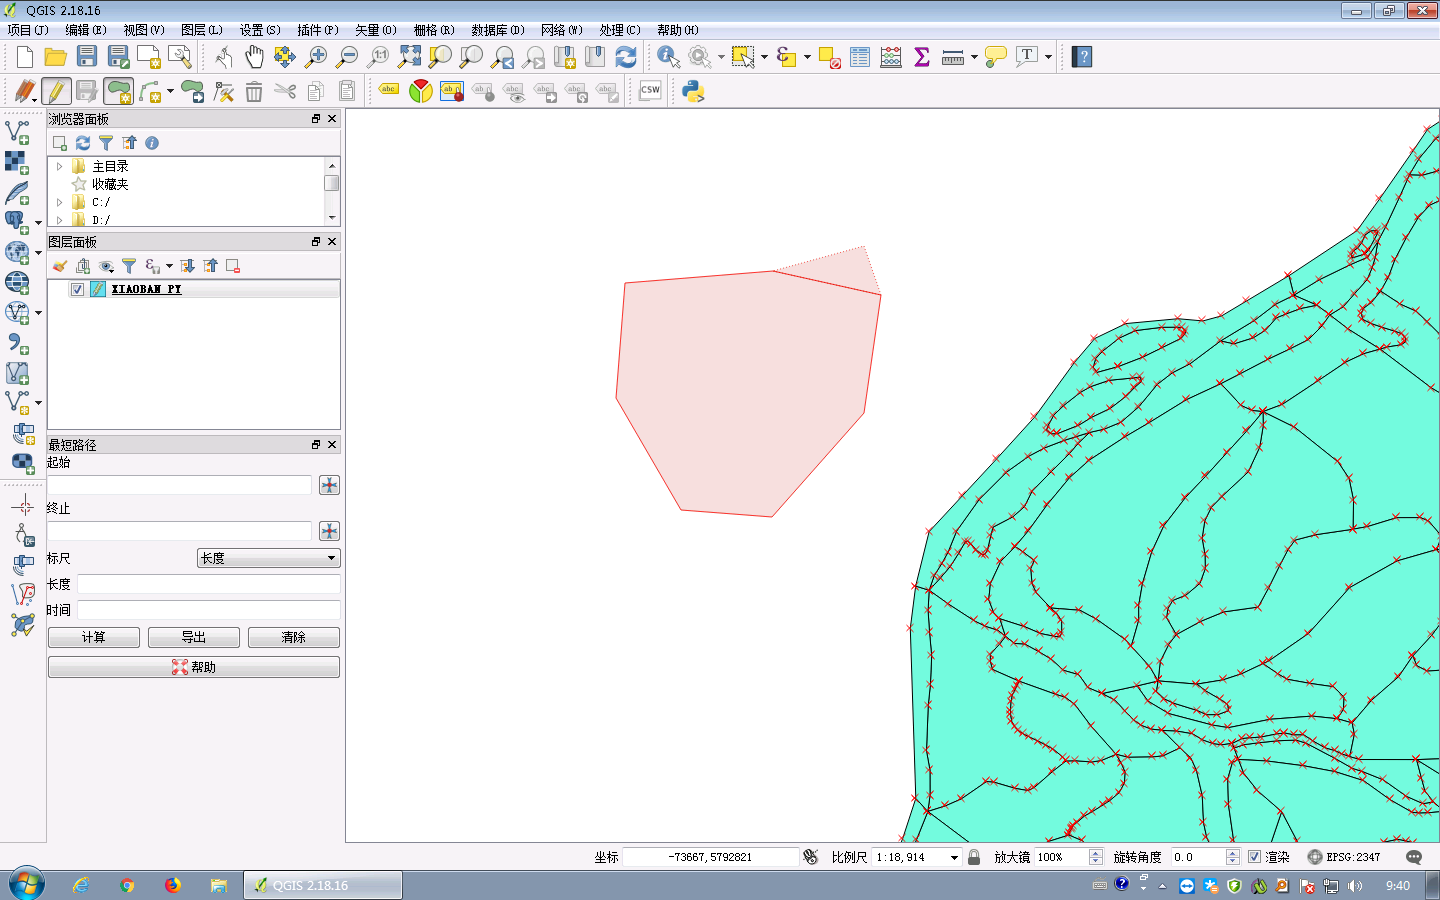 QGIS 2.18.16
项目(J) 编辑(E) 视图(V) 图层(L) 设置(S) 插件(P) 矢量(O) 栅格(R) 数据库(D) 网络(W) 处理(C) 帮助(H)
1:1
T
?
abc abc
CSW
浏览器面板
主目录
收藏夹
C:/
D:/
图层面板
XIAOBAN PY
最短路径
起始
终止
标尺 长度
长度
时间
计算 导出 清除
帮助
坐标 -73667,5792821 比例尺 1:18,914 放大镜 100% 旋转角度 0.0 渲染 EPSG:2347
QGIS 2.18.16
9:40